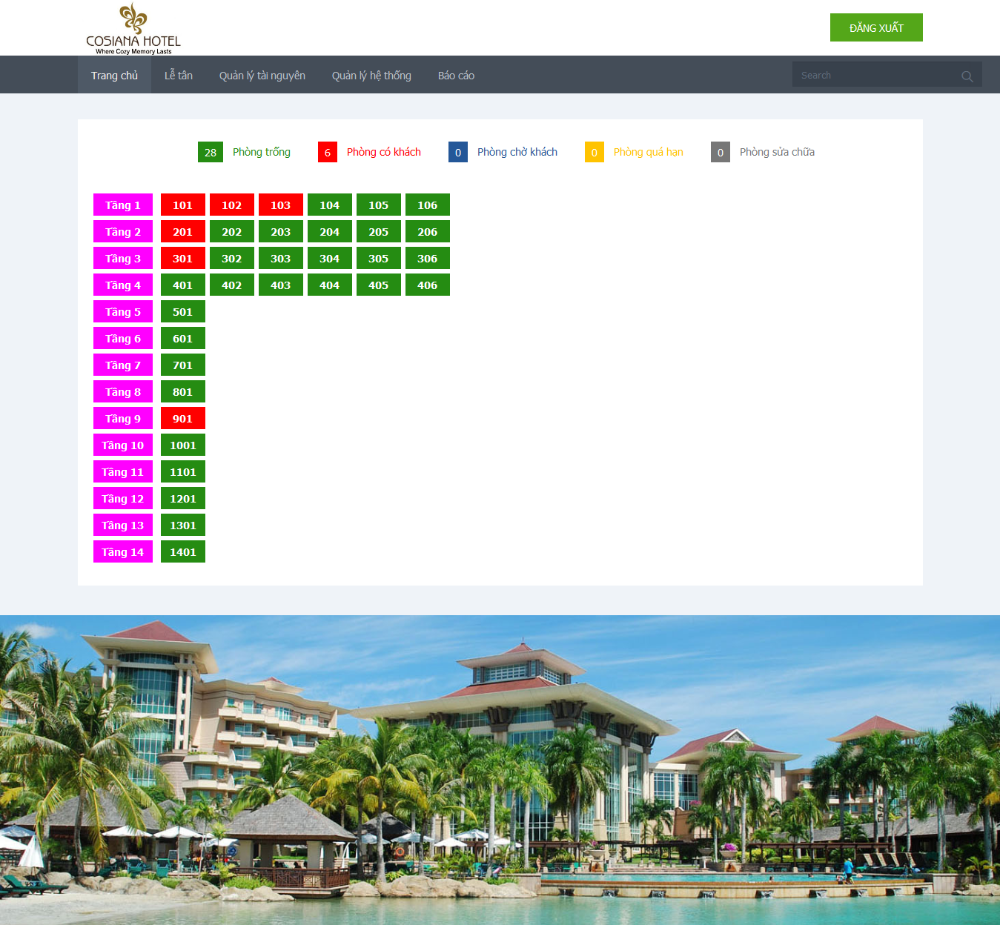 COSIANA HOTEL
Where Cozy Memory Lasts
ĐĂNG XUẤT
Trang chủ Lễ tân Quản lý tài nguyên Quản lý hệ thống Báo cáo Search
28 Phòng trống 6 Phòng có khách 0 Phòng chờ khách 0 Phòng quá hạn 0 Phòng sửa chữa
Tầng 1 101 102 103 104 105 106
Tầng 2 201 202 203 204 205 206
Tầng 3 301 302 303 304 305 306
Tầng 4 401 402 403 404 405 406
Tầng 5 501
Tầng 6 601
Tầng 7 701
Tầng 8 801
Tầng 9 901
Tầng 10 1001
Tầng 11 1101
Tầng 12 1201
Tầng 13 1301
Tầng 14 1401